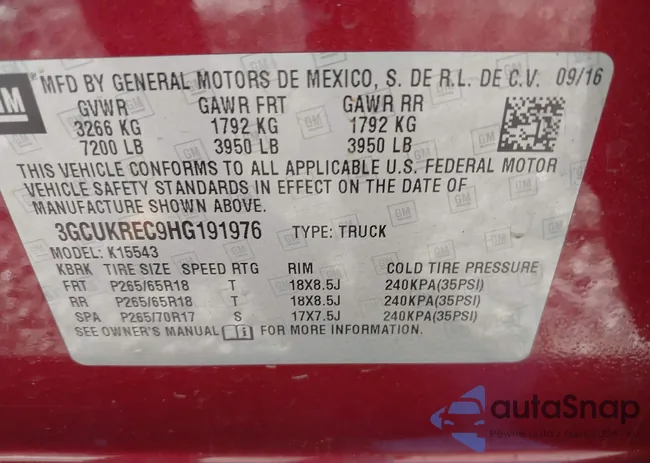 GM
MFD BY GENERAL MOTORS DE MEXICO, S. DE R.L. DE C.V. 09/16
GVWR GAWR FRT GAWR RR
3266 KG 1792 KG 1792 KG
7200 LB 3950 LB 3950 LB
THIS VEHICLE CONFORMS TO ALL APPLICABLE U.S. FEDERAL MOTOR
VEHICLE SAFETY STANDARDS IN EFFECT ON THE DATE OF
MANUFACTURE SHOWN ABOVE.
3GCUKREC9HG191976 TYPE: TRUCK
MODEL: K15543
KBRK TIRE SIZE SPEED RTG RIM COLD TIRE PRESSURE
FRT P265/65R18 T 18X8.5J 240KPA(35PSI)
RR P265/65R18 T 18X8.5J 240KPA(35PSI)
SPA P265/70R17 S 17X7.5J 240KPA(35PSI)
SEE OWNER'S MANUAL FOR MORE INFORMATION.
autaSnap